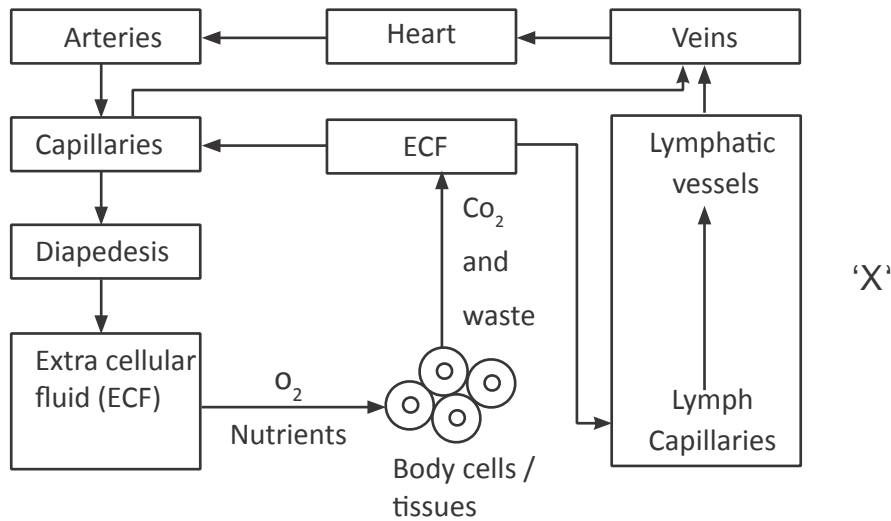 Arteries
Heart
Veins
Capillaries
ECF
Lymphatic
vessels
Diapedesis
Co₂
and
waste
'X'
Extra cellular
fluid (ECF)
O₂
Nutrients
Lymph
Capillaries
Body cells /
tissues